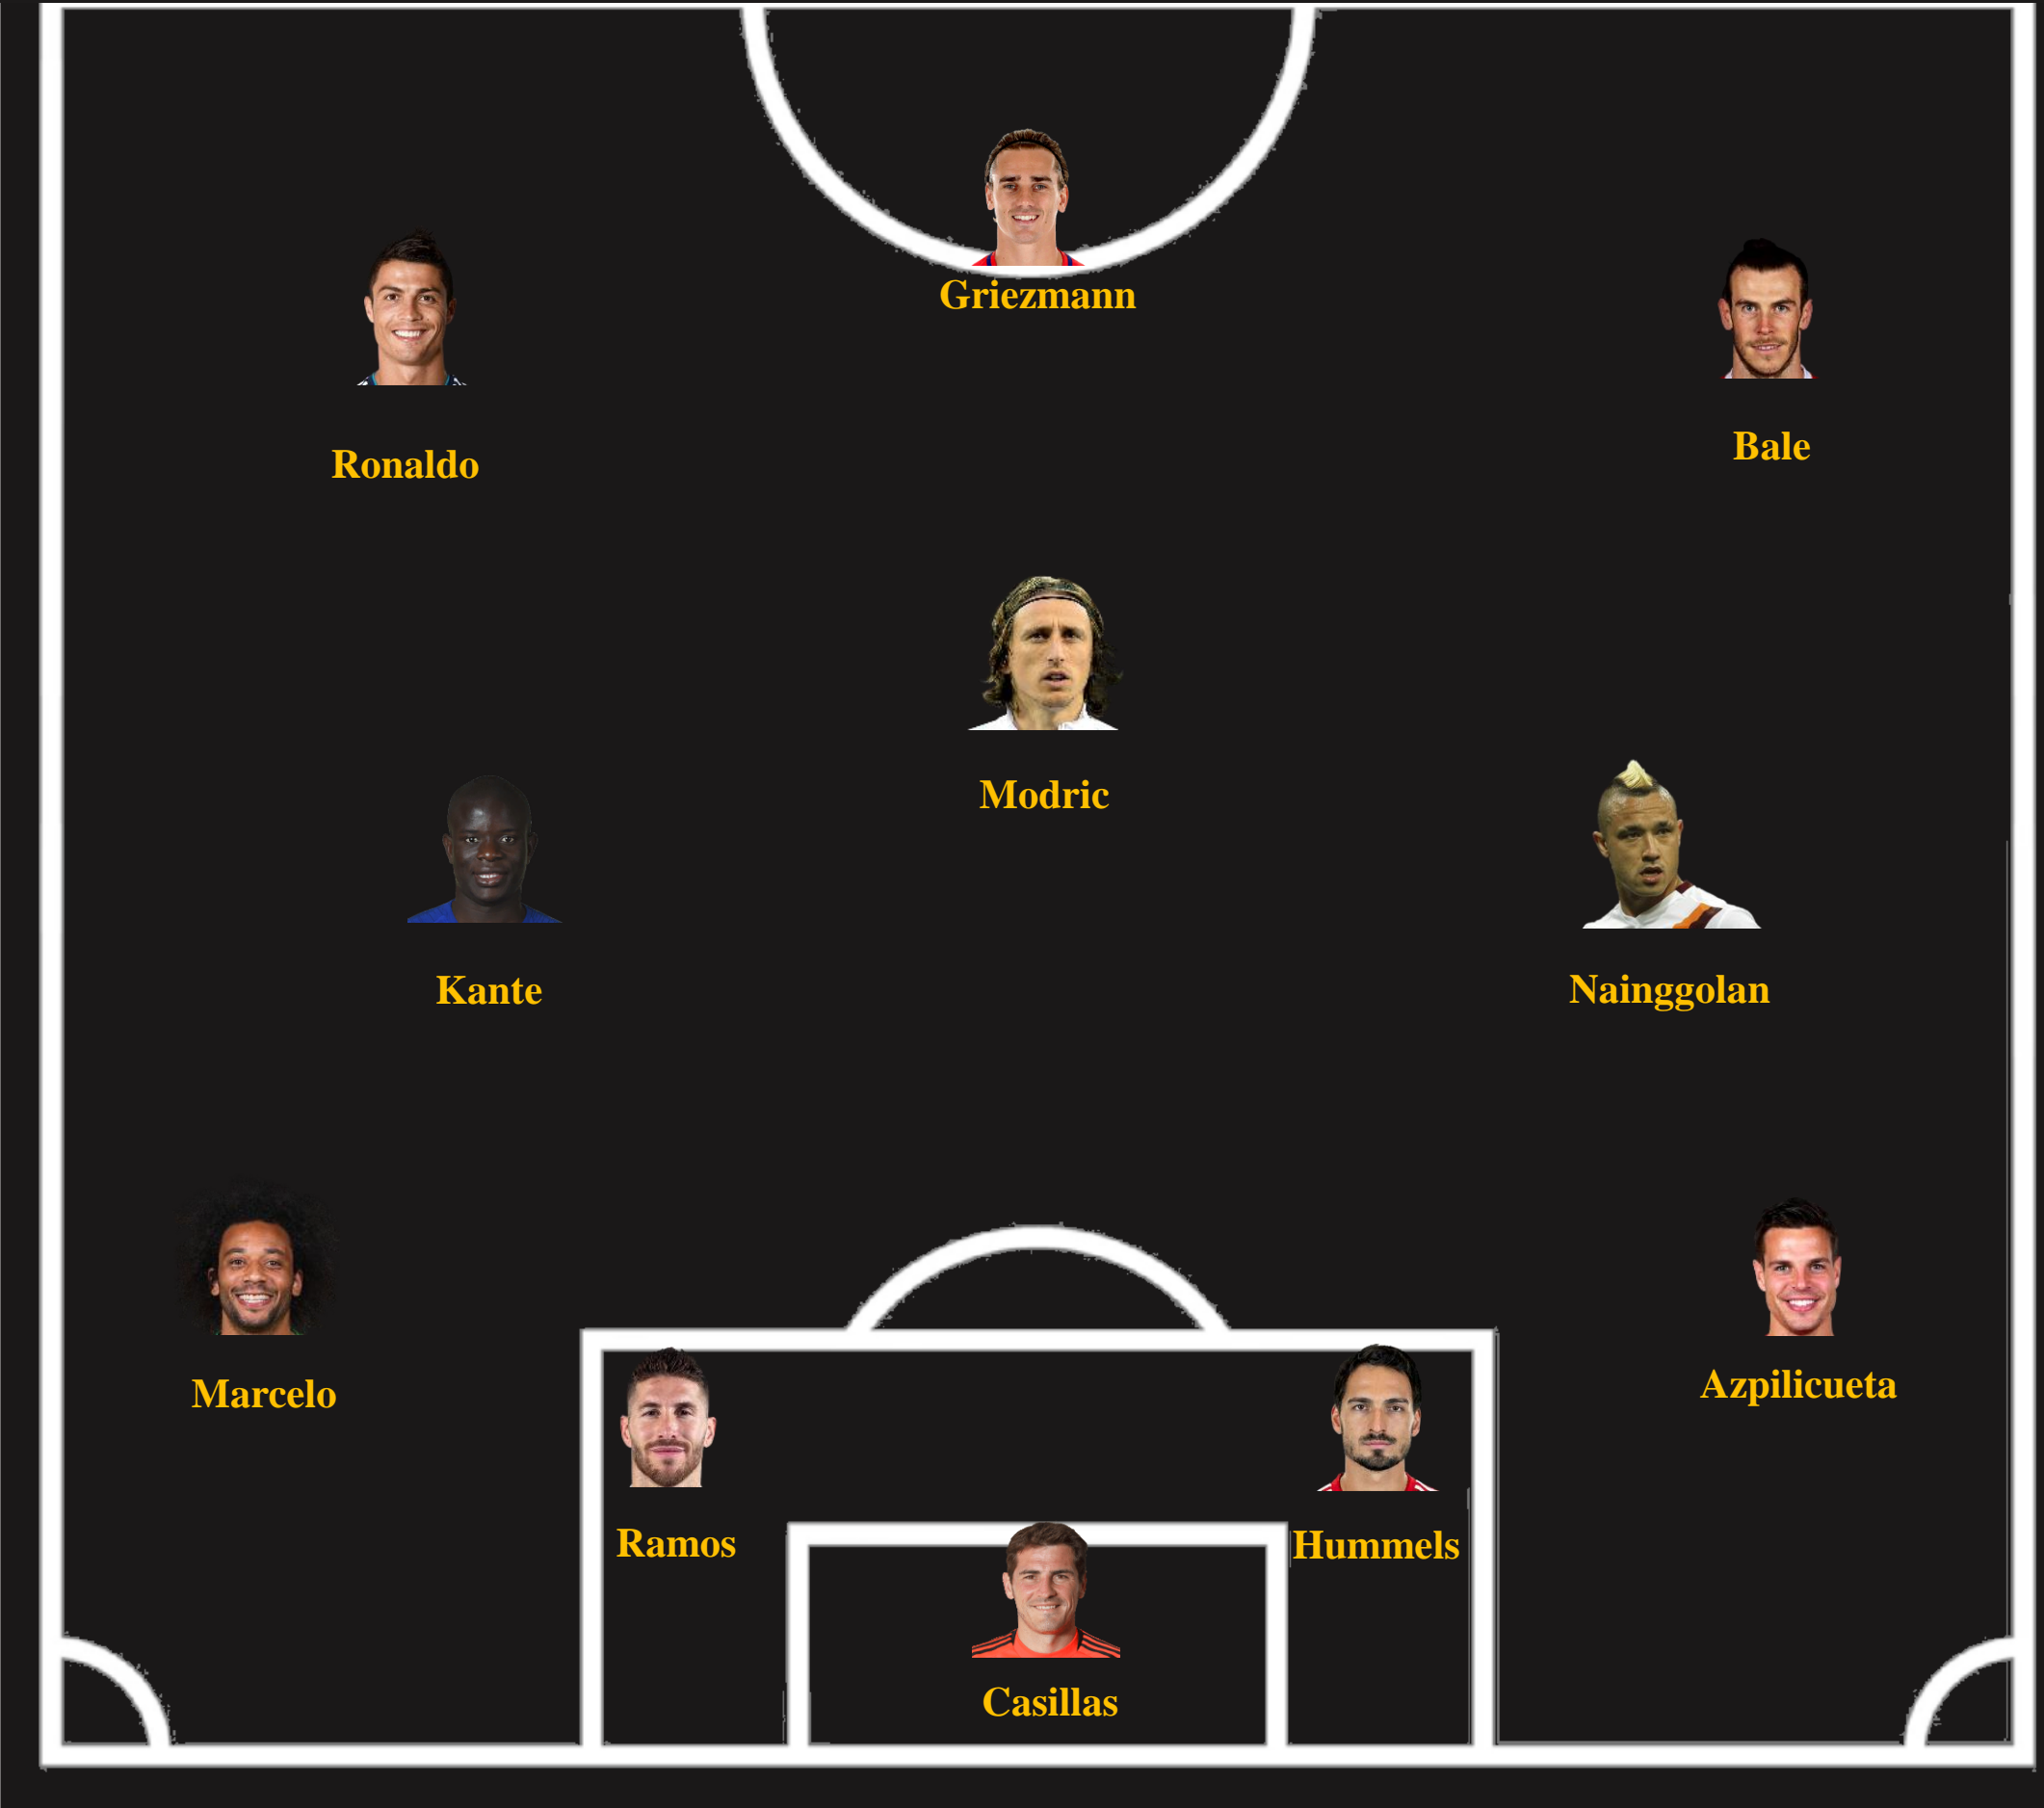 Griezmann
Ronaldo
Bale
Modric
Kante
Nainggolan
Marcelo
Azpilicueta
Ramos
Hummels
Casillas